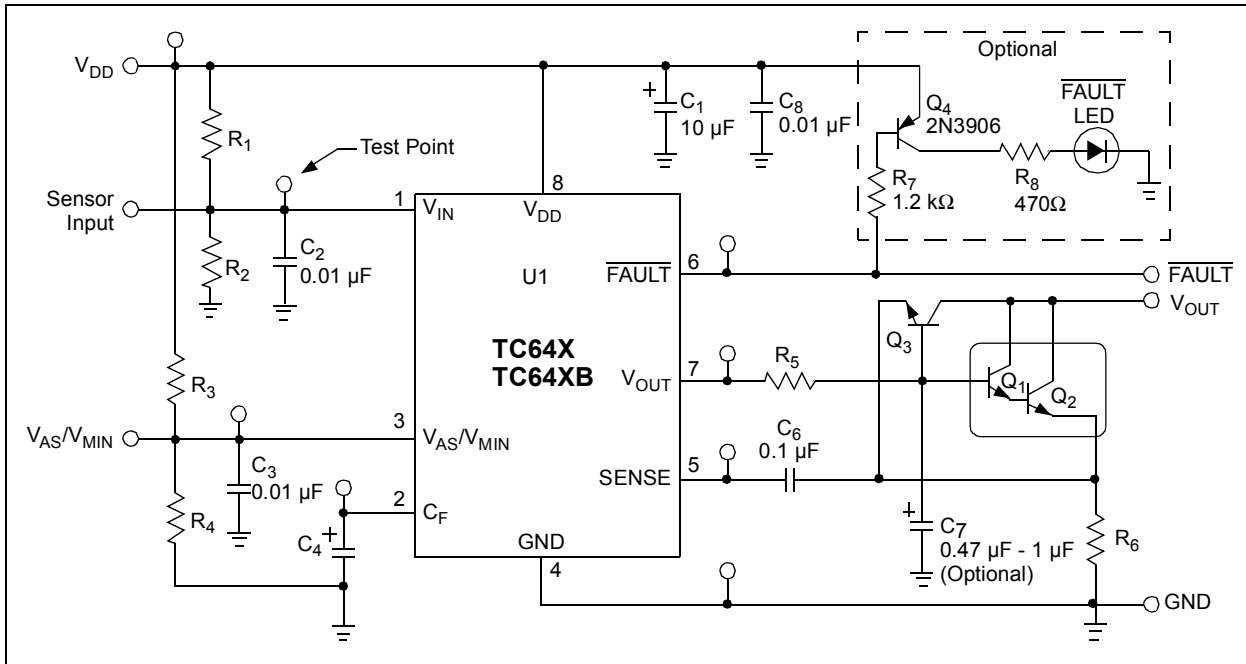 Optional
V_DD
+
C_1
10 µF
C_8
0.01 µF
Q_4
2N3906
F̅A̅U̅L̅T̅
LED
R_1
Test Point
R_7
1.2 kΩ
R_8
470Ω
Sensor
Input
1
V_IN
8
V_DD
R_2
C_2
0.01 µF
U1
F̅A̅U̅L̅T̅
6
F̅A̅U̅L̅T̅
V_OUT
Q_3
TC64X
TC64XB
V_OUT
7
R_5
Q_1
Q_2
R_3
V_AS/V_MIN
3
V_AS/V_MIN
C_3
0.01 µF
C_6
0.1 µF
SENSE
5
R_4
2
C_F
C_4
+
+
C_7
0.47 µF - 1 µF
(Optional)
R_6
GND
4
GND